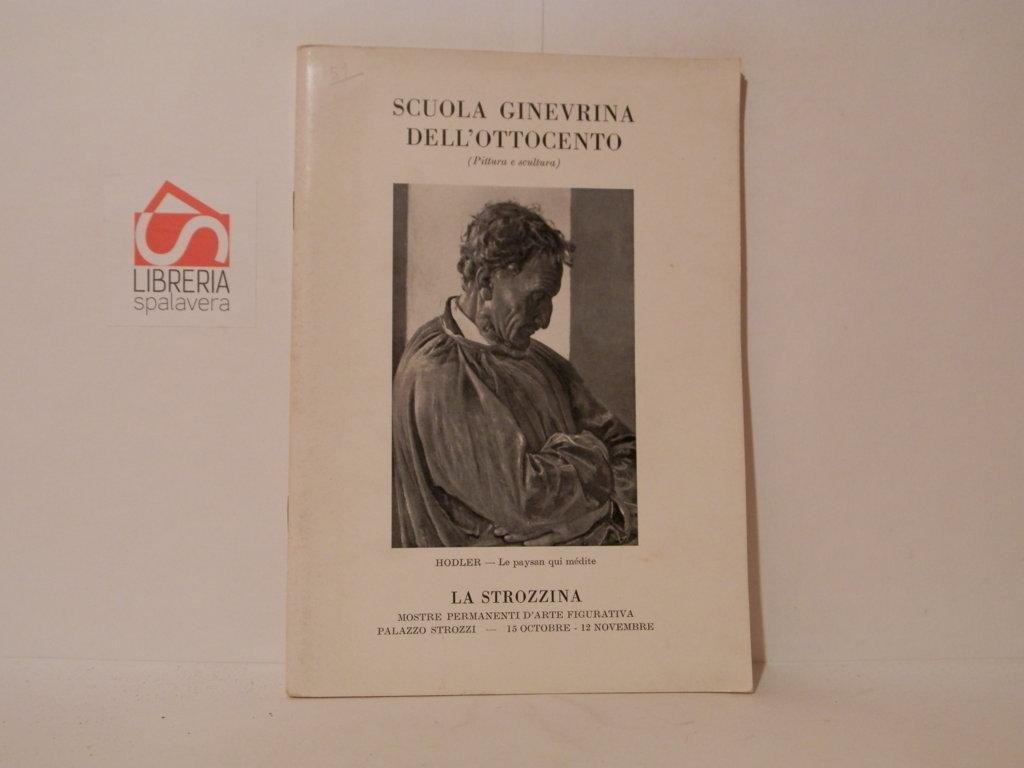 59
SCUOLA GINEVRINA
DELL'OTTOCENTO
(Pittura e scultura)
LIBRERIA
spalavera
HODLER — Le paysan qui médite
LA STROZZINA
MOSTRE PERMANENTI D'ARTE FIGURATIVA
PALAZZO STROZZI — 15 OCTOBRE - 12 NOVEMBRE